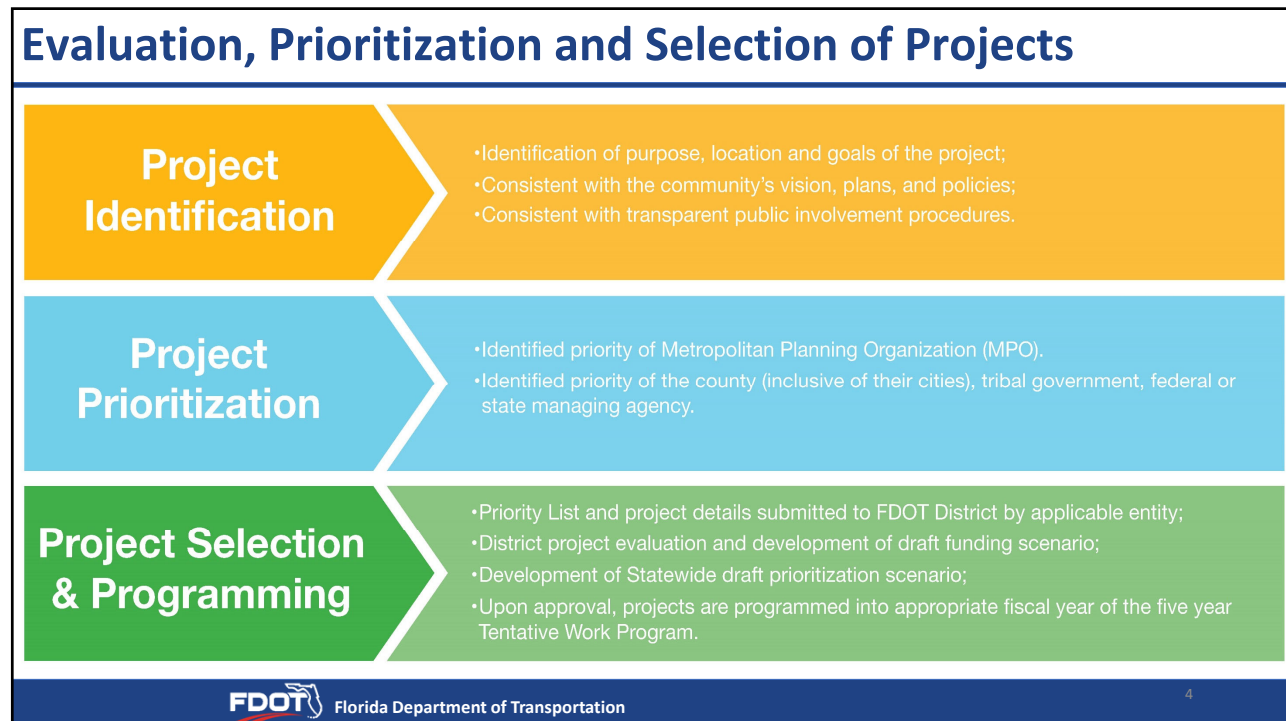 Evaluation, Prioritization and Selection of Projects
Project
Identification
•Identification of purpose, location and goals of the project;
•Consistent with the community's vision, plans, and policies;
•Consistent with transparent public involvement procedures.
Project
Prioritization
•Identified priority of Metropolitan Planning Organization (MPO).
•Identified priority of the county (inclusive of their cities), tribal government, federal or
state managing agency.
Project Selection
& Programming
•Priority List and project details submitted to FDOT District by applicable entity;
•District project evaluation and development of draft funding scenario;
•Development of Statewide draft prioritization scenario;
•Upon approval, projects are programmed into appropriate fiscal year of the five year
Tentative Work Program.
FDOT Florida Department of Transportation
4